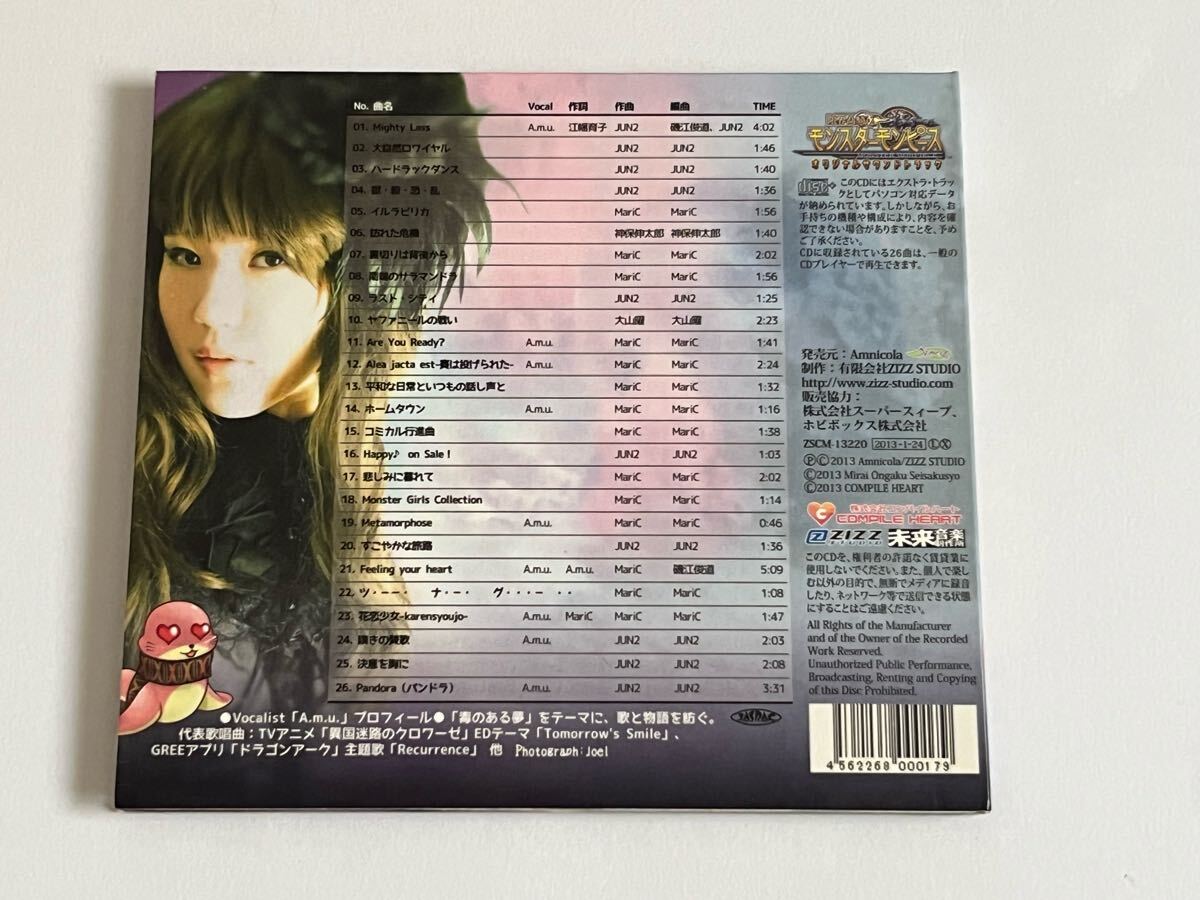 No. 曲名 Vocal 作詞 作曲 編曲 TIME
01. Mighty Lass A.m.u. 江幡育子 JUN2 磯江俊道、JUN2 4:02
02. 大自然ロワイヤル JUN2 JUN2 1:46
03. ハードラックダンス JUN2 JUN2 1:40
04. 獣・殺・恐・乱 JUN2 JUN2 1:36
05. イルラビリカ MariC MariC 1:56
06. 訪れた危機 神保伸太郎 神保伸太郎 1:40
07. 裏切りは背後から MariC MariC 2:02
08. のサラマンドラ MariC MariC 1:56
09. ラスト・シティ JUN2 JUN2 1:25
10. ヤファニールの戦い 大山曜 大山曜 2:23
11. Are You Ready? A.m.u. MariC MariC 1:41
12. Alea jacta est-賽は投げられた- A.m.u. MariC MariC 2:24
13. 平和な日常といつもの話し声と MariC MariC 1:32
14. ホームタウン A.m.u. MariC MariC 1:16
15. コミカル行進曲 MariC MariC 1:38
16. Happy♪ on Sale！ JUN2 JUN2 1:03
17. 悲しみに暮れて MariC MariC 2:02
18. Monster Girls Collection MariC MariC 1:14
19. Metamorphose A.m.u. MariC MariC 0:46
20. すこやかな旅路 JUN2 JUN2 1:36
21. Feeling your heart A.m.u. A.m.u. MariC 磯江俊道 5:09
22. ツ・－－・ ナ・－・ グ・・・－ ・・ MariC MariC 1:08
23. 花恋少女-karensyoujo- A.m.u. MariC MariC MariC 1:47
24. 嘆きの賛歌 A.m.u. JUN2 JUN2 2:03
25. 決意を胸に JUN2 JUN2 2:08
26. Pandora（パンドラ） A.m.u. JUN2 JUN2 3:31
●Vocalist「A.m.u.」プロフィール●「毒のある夢」をテーマに、歌と物語を紡ぐ。
代表歌唱曲：TVアニメ「異国迷路のクロワーゼ」EDテーマ「Tomorrow's Smile」、
GREEアプリ「ドラゴンアーク」主題歌「Recurrence」 他 Photograph:Joel
JASRAC
モンスターモンピース
オリジナルサウンドトラック
disc
このCDにはエクストラ・トラッ
クとしてパソコン対応データ
が納められています。しかしながら、お
手持ちの機種や構成により、内容を確
認できない場合がありますことを、予め
ご了承ください。
CDに収録されている26曲は、一般の
CDプレイヤーで再生できます。
発売元：Amnicola
制作：有限会社ZIZZ STUDIO
http://www.zizz-studio.com
販売協力：
株式会社スーパースィープ、
ホビボックス株式会社
ZSCM-13220 2013-1-24 Ⓛ Ⓧ
Ⓟ©2013 Amnicola/ZIZZ STUDIO
©2013 Mirai Ongaku Seisakusyo
©2013 COMPILE HEART
株式会社コンパイルハート
COMPILE HEART
ZIZZ STUDIO 未来音楽制作所
このCDを、権利者の許諾なく賃貸業に
使用しないでください。また、個人で楽し
む以外の目的で、無断でメディアに録音
したり、ネットワーク等で送信できる状態
にすることはご遠慮ください。
All Rights of the Manufacturer
and of the Owner of the Recorded
Work Reserved.
Unauthorized Public Performance,
Broadcasting, Renting and Copying
of this Disc Prohibited.
4 562268 000179